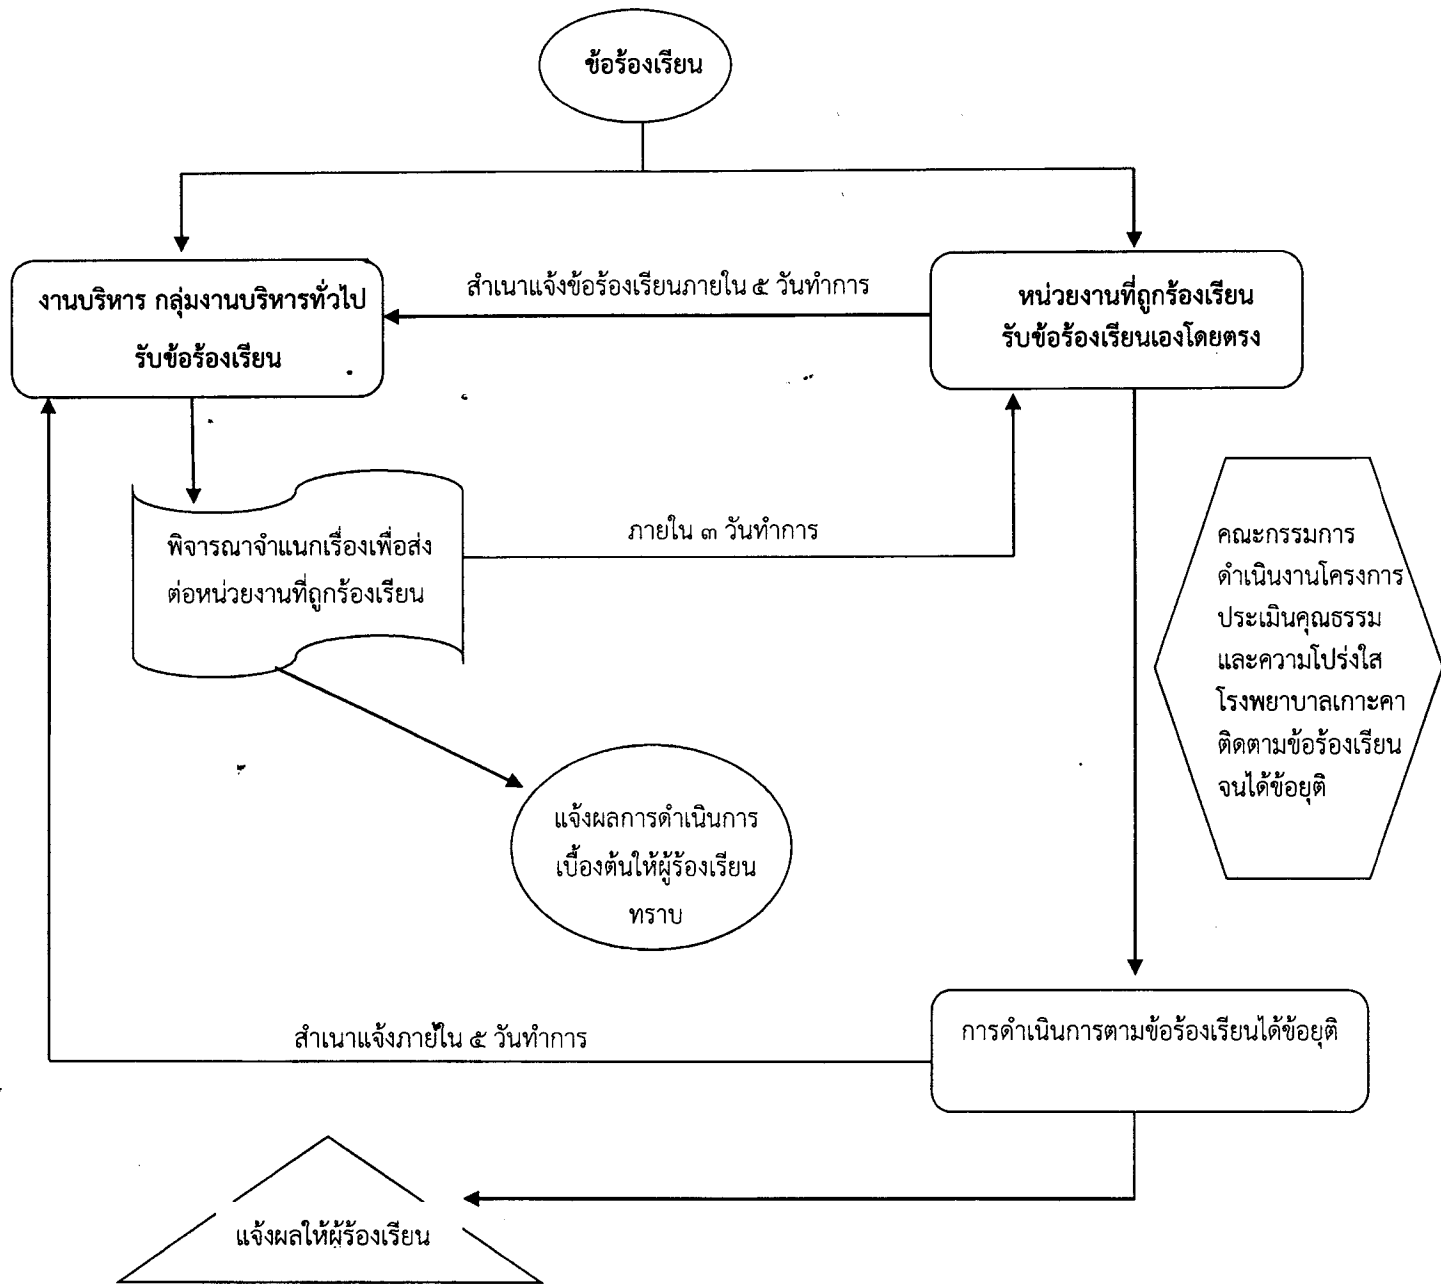 ข้อร้องเรียน
สำเนาแจ้งข้อร้องเรียนภายใน ๕ วันทำการ
งานบริหาร กลุ่มงานบริหารทั่วไป
รับข้อร้องเรียน
หน่วยงานที่ถูกร้องเรียน
รับข้อร้องเรียนเองโดยตรง
พิจารณาจำแนกเรื่องเพื่อส่ง
ต่อหน่วยงานที่ถูกร้องเรียน
ภายใน ๓ วันทำการ
คณะกรรมการ
ดำเนินงานโครงการ
ประเมินคุณธรรม
และความโปร่งใส
โรงพยาบาลเกาะคา
ติดตามข้อร้องเรียน
จนได้ข้อยุติ
แจ้งผลการดำเนินการ
เบื้องต้นให้ผู้ร้องเรียน
ทราบ
สำเนาแจ้งภายใน ๕ วันทำการ
การดำเนินการตามข้อร้องเรียนได้ข้อยุติ
แจ้งผลให้ผู้ร้องเรียน